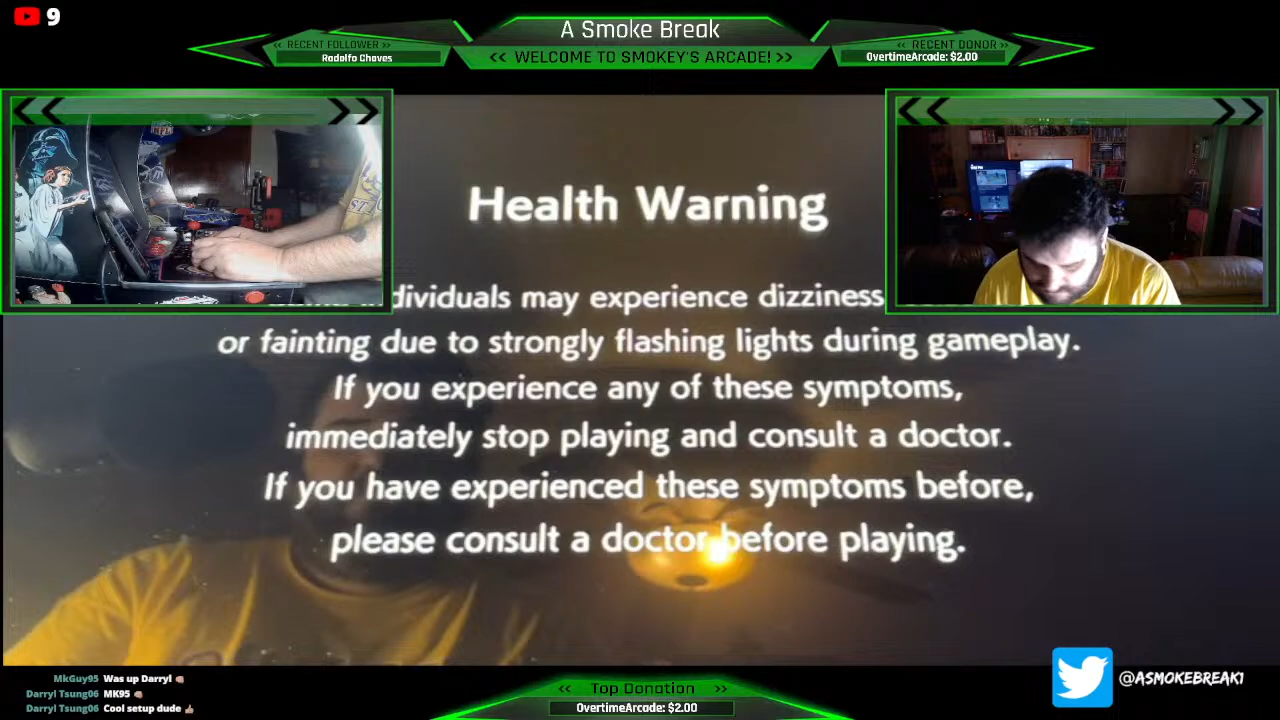 9
A Smoke Break
<< RECENT FOLLOWER >>
Radolfo Chaves
<< WELCOME TO SMOKEY'S ARCADE! >>
<< RECENT DONOR >>
OvertimeArcade: $2.00
NFL
Health Warning
dividuals may experience dizziness
or fainting due to strongly flashing lights during gameplay.
If you experience any of these symptoms,
immediately stop playing and consult a doctor.
If you have experienced these symptoms before,
please consult a doctor before playing.
MkGuy95 Was up Darryl
Darryl Tsung06 MK95
Darryl Tsung06 Cool setup dude
<< Top Donation >>
OvertimeArcade: $2.00
@ASMOKEBREAK1